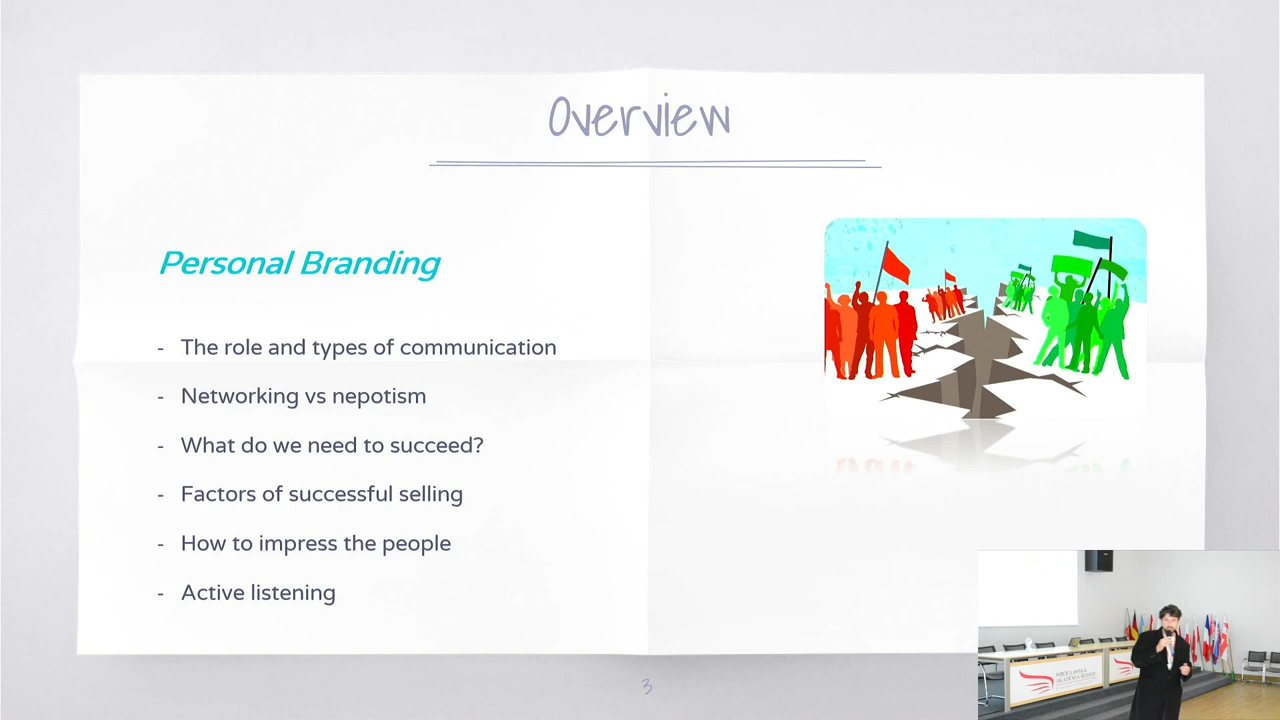 Overview
Personal Branding
- The role and types of communication
- Networking vs nepotism
- What do we need to succeed?
- Factors of successful selling
- How to impress the people
- Active listening
3